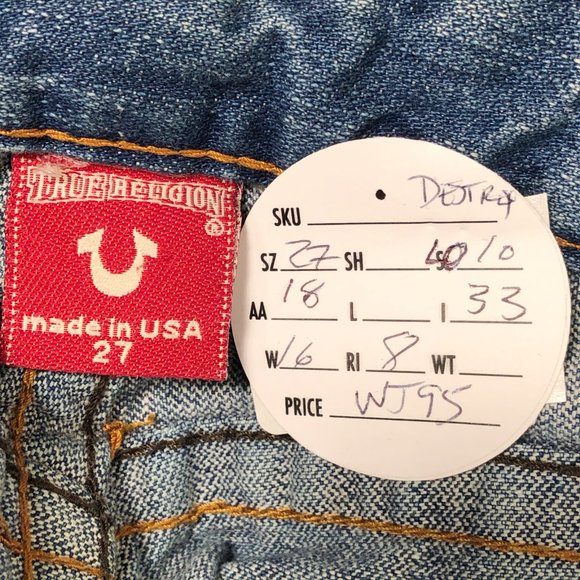 TRUE RELIGION
®
made in USA
27
SKU
SZ 27 SH LO 10
AA 18 L I 33
W 16 RI 8 WT
PRICE WJ95